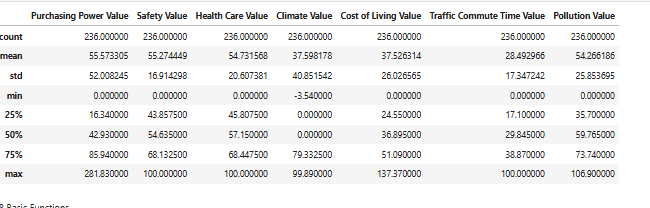 Purchasing Power Value Safety Value Health Care Value Climate Value Cost of Living Value Traffic Commute Time Value Pollution Value
count 236.000000 236.000000 236.000000 236.000000 236.000000 236.000000 236.000000
mean 55.573305 55.274449 54.731568 37.598178 37.526314 28.492966 54.266186
std 52.008245 16.914298 20.607381 40.851542 26.026565 17.347242 25.853695
min 0.000000 0.000000 0.000000 -3.540000 0.000000 0.000000 0.000000
25% 16.340000 43.857500 45.807500 0.000000 24.550000 17.100000 35.700000
50% 42.930000 54.635000 57.150000 0.000000 36.895000 29.845000 59.765000
75% 85.940000 68.132500 68.447500 79.332500 51.090000 38.870000 73.740000
max 281.830000 100.000000 100.000000 99.890000 137.370000 100.000000 106.900000
Basic Functions